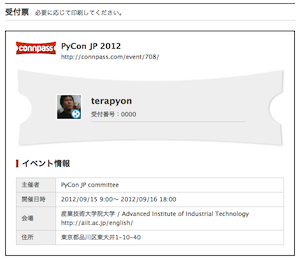 受付票 必要に応じて印刷してください。
connpass PyCon JP 2012
http://connpass.com/event/708/
terapyon
受付番号：0000
イベント情報
主催者 PyCon JP committee
開催日時 2012/09/15 9:00〜 2012/09/16 18:00
会場 産業技術大学院大学 / Advanced Institute of Industrial Technology
http://aiit.ac.jp/english/
住所 東京都品川区東大井1-10-40